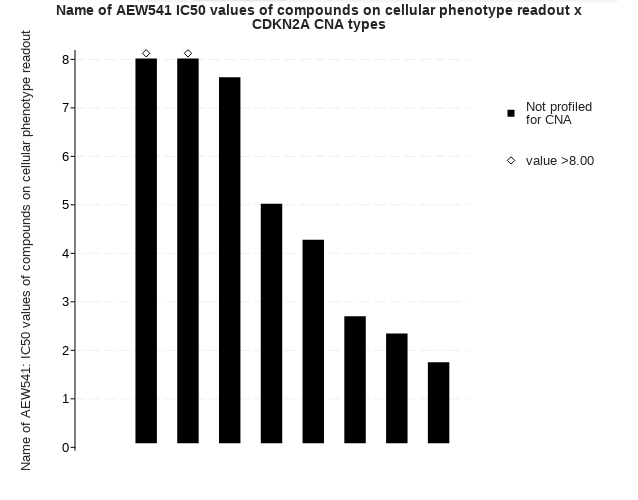 Name of AEW541 IC50 values of compounds on cellular phenotype readout x
CDKN2A CNA types
Name of AEW541: IC50 values of compounds on cellular phenotype readout
8
7
6
5
4
3
2
1
0
Not profiled
for CNA
value >8.00